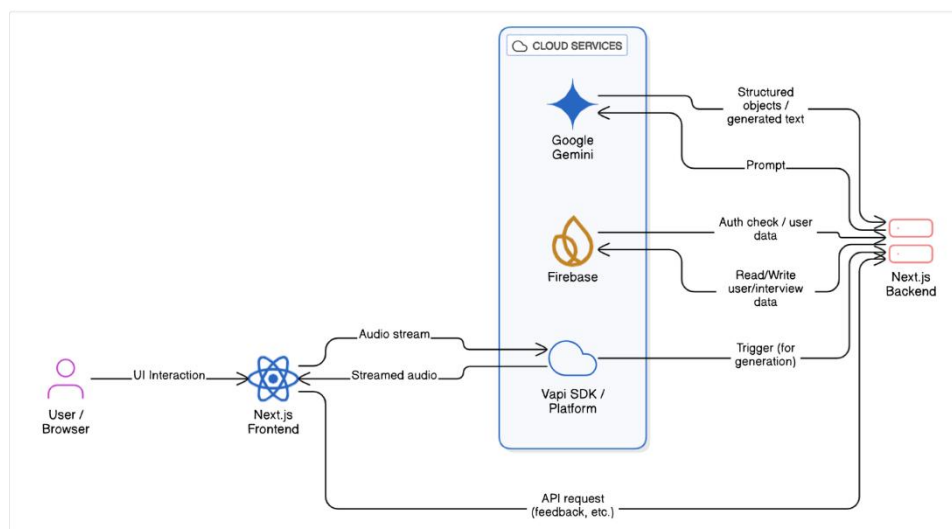 CLOUD SERVICES
Google
Gemini
Structured
objects /
generated text
Prompt
Firebase
Auth check / user
data
Read/Write
user/interview
data
Next.js
Backend
User /
Browser
UI Interaction
Next.js
Frontend
Audio stream
Streamed audio
Vapi SDK /
Platform
Trigger (for
generation)
API request
(feedback, etc.)